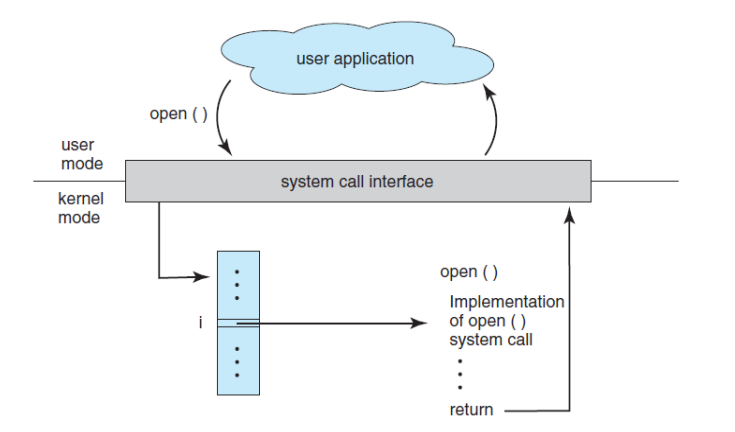 user application
open ( )
user
mode
system call interface
kernel
mode
open ( )
i
Implementation
of open ( )
system call
return